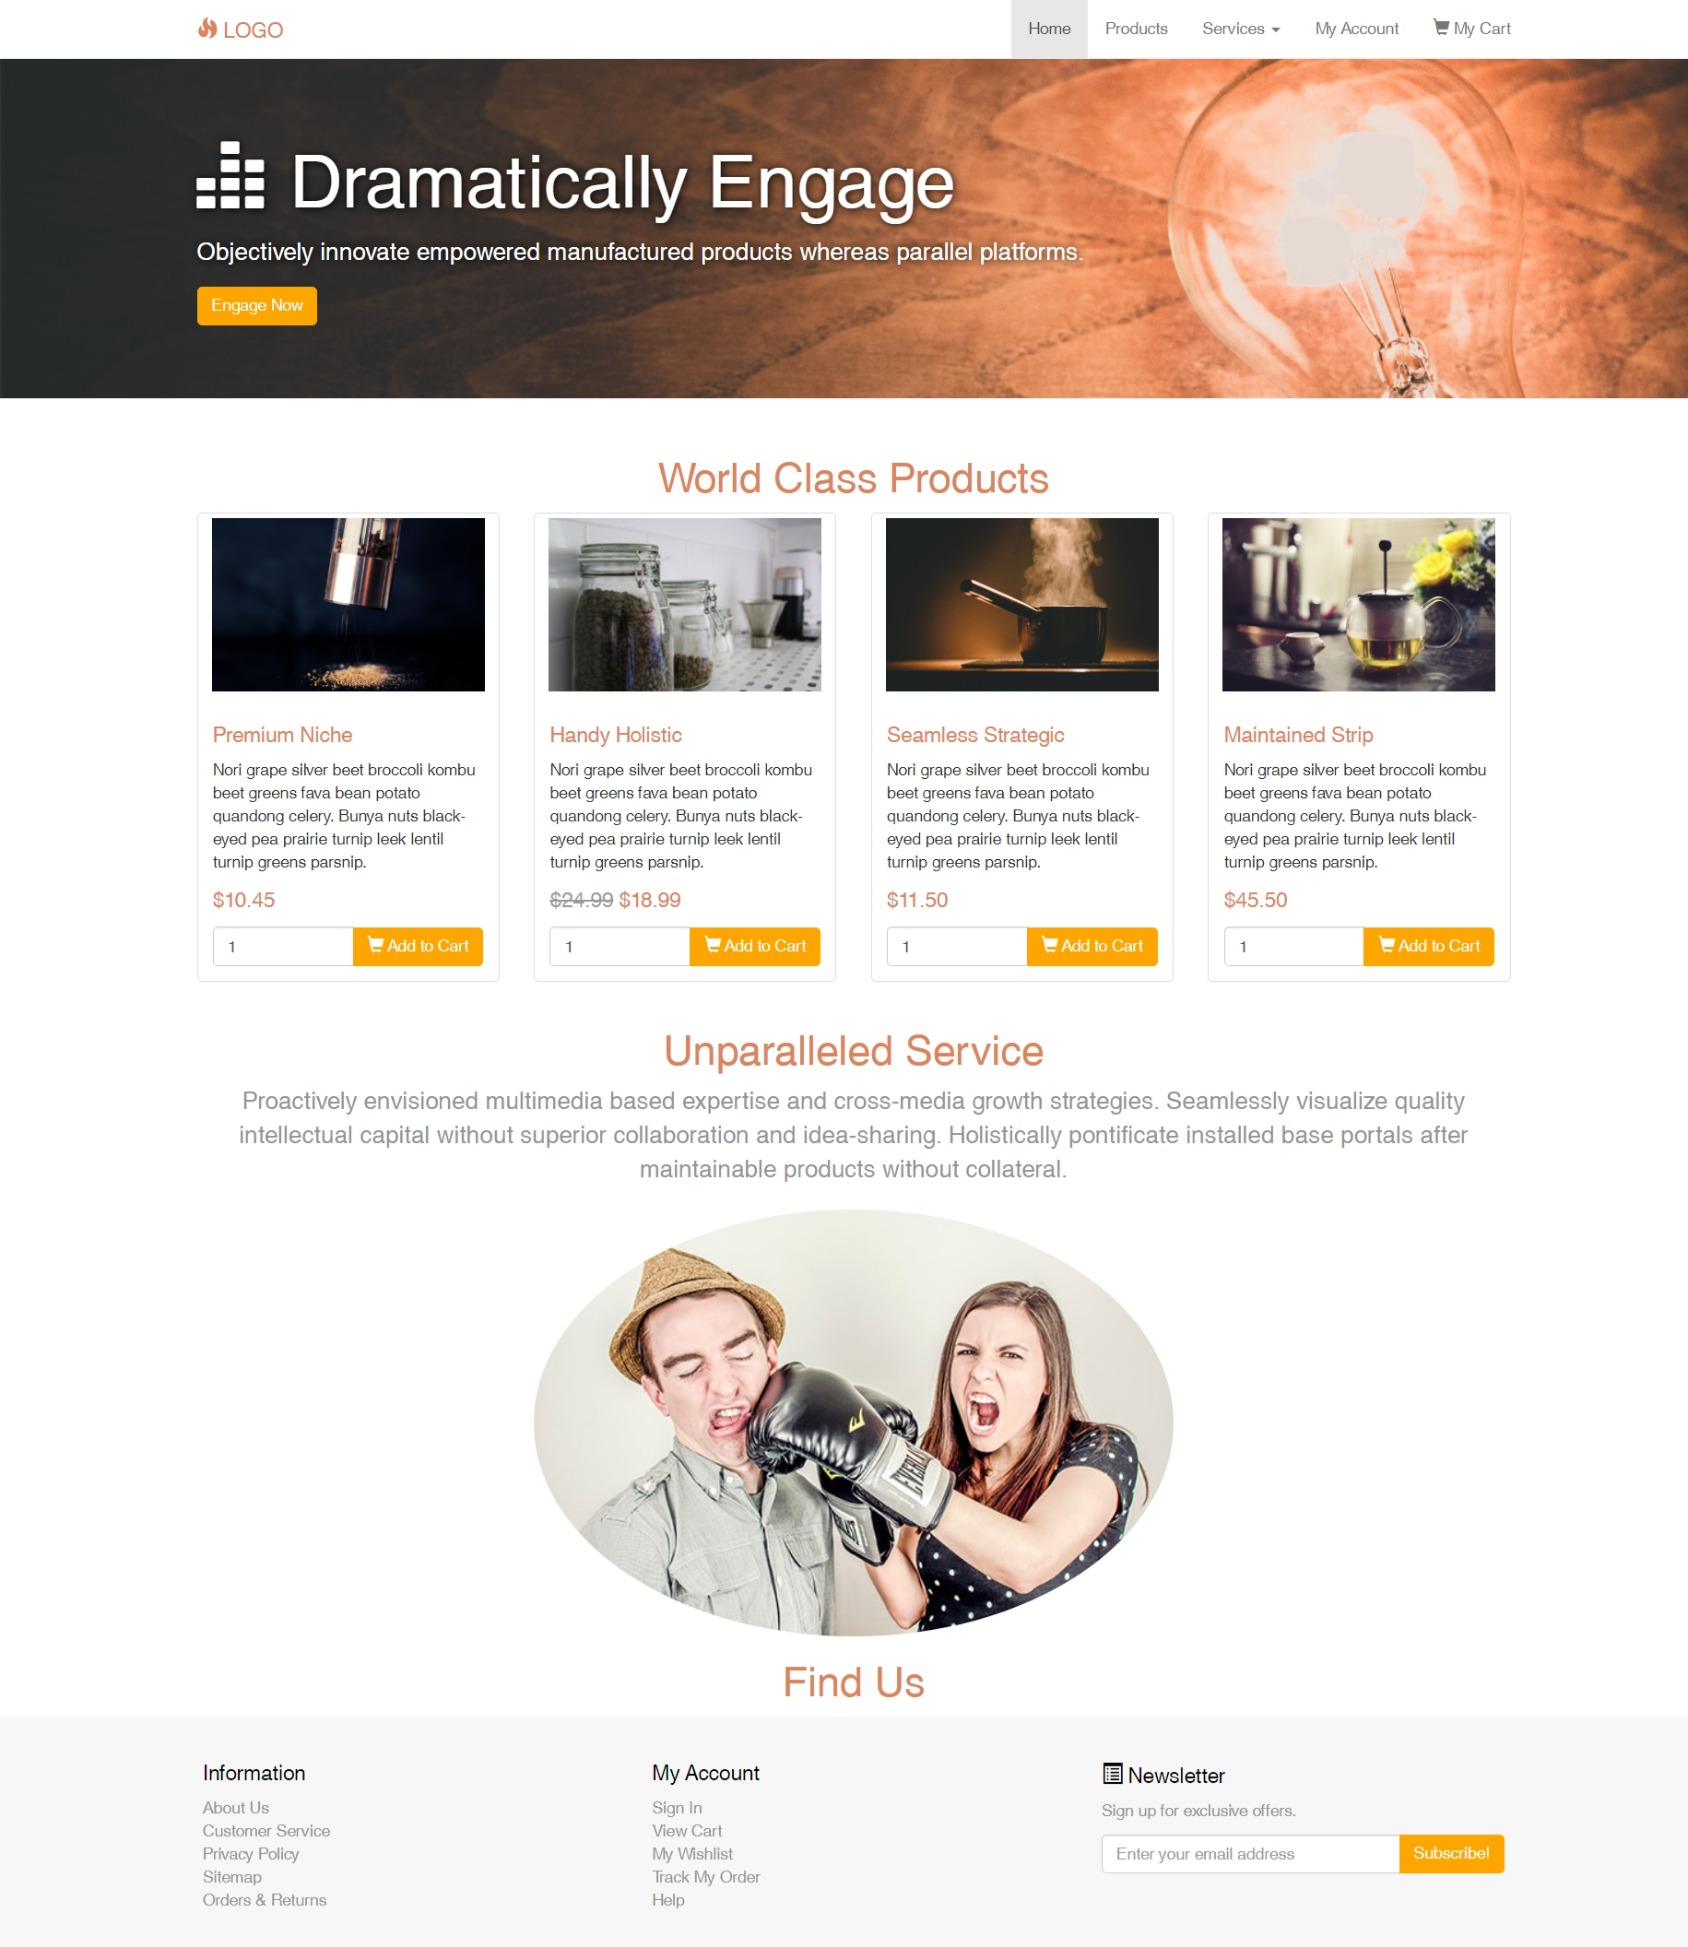 LOGO
Home Products Services My Account My Cart
Dramatically Engage
Objectively innovate empowered manufactured products whereas parallel platforms.
Engage Now
World Class Products
Premium Niche
Nori grape silver beet broccoli kombu
beet greens fava bean potato
quandong celery. Bunya nuts black-
eyed pea prairie turnip leek lentil
turnip greens parsnip.
$10.45
1 Add to Cart
Handy Holistic
Nori grape silver beet broccoli kombu
beet greens fava bean potato
quandong celery. Bunya nuts black-
eyed pea prairie turnip leek lentil
turnip greens parsnip.
$24.99 $18.99
1 Add to Cart
Seamless Strategic
Nori grape silver beet broccoli kombu
beet greens fava bean potato
quandong celery. Bunya nuts black-
eyed pea prairie turnip leek lentil
turnip greens parsnip.
$11.50
1 Add to Cart
Maintained Strip
Nori grape silver beet broccoli kombu
beet greens fava bean potato
quandong celery. Bunya nuts black-
eyed pea prairie turnip leek lentil
turnip greens parsnip.
$45.50
1 Add to Cart
Unparalleled Service
Proactively envisioned multimedia based expertise and cross-media growth strategies. Seamlessly visualize quality
intellectual capital without superior collaboration and idea-sharing. Holistically pontificate installed base portals after
maintainable products without collateral.
Find Us
Information
About Us
Customer Service
Privacy Policy
Sitemap
Orders & Returns
My Account
Sign In
View Cart
My Wishlist
Track My Order
Help
Newsletter
Sign up for exclusive offers.
Enter your email address Subscribe!